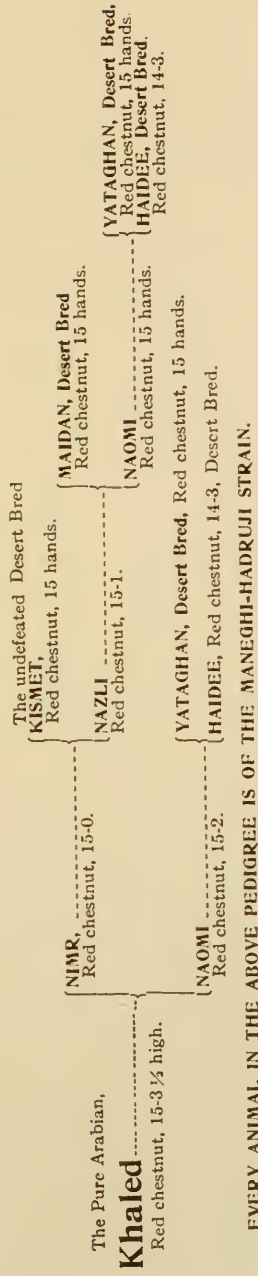 The Pure Arabian,
Khaled
Red chestnut, 15-3½ high.
NIMR,
Red chestnut, 15-0.
The undefeated Desert Bred
KISMET,
Red chestnut, 15 hands.
NAZLI
Red chestnut, 15-1.
MAIDAN, Desert Bred
Red chestnut, 15 hands.
NAOMI
Red chestnut, 15 hands.
YATAGHAN, Desert Bred,
Red chestnut, 15 hands.
HAIDEE, Desert Bred.
Red chestnut, 14-3.
NAOMI
Red chestnut, 15-2.
YATAGHAN, Desert Bred, Red chestnut, 15 hands.
HAIDEE, Red chestnut, 14-3, Desert Bred.
EVERY ANIMAL IN THE ABOVE PEDIGREE IS OF THE MANEGHI-HADRUJI STRAIN.